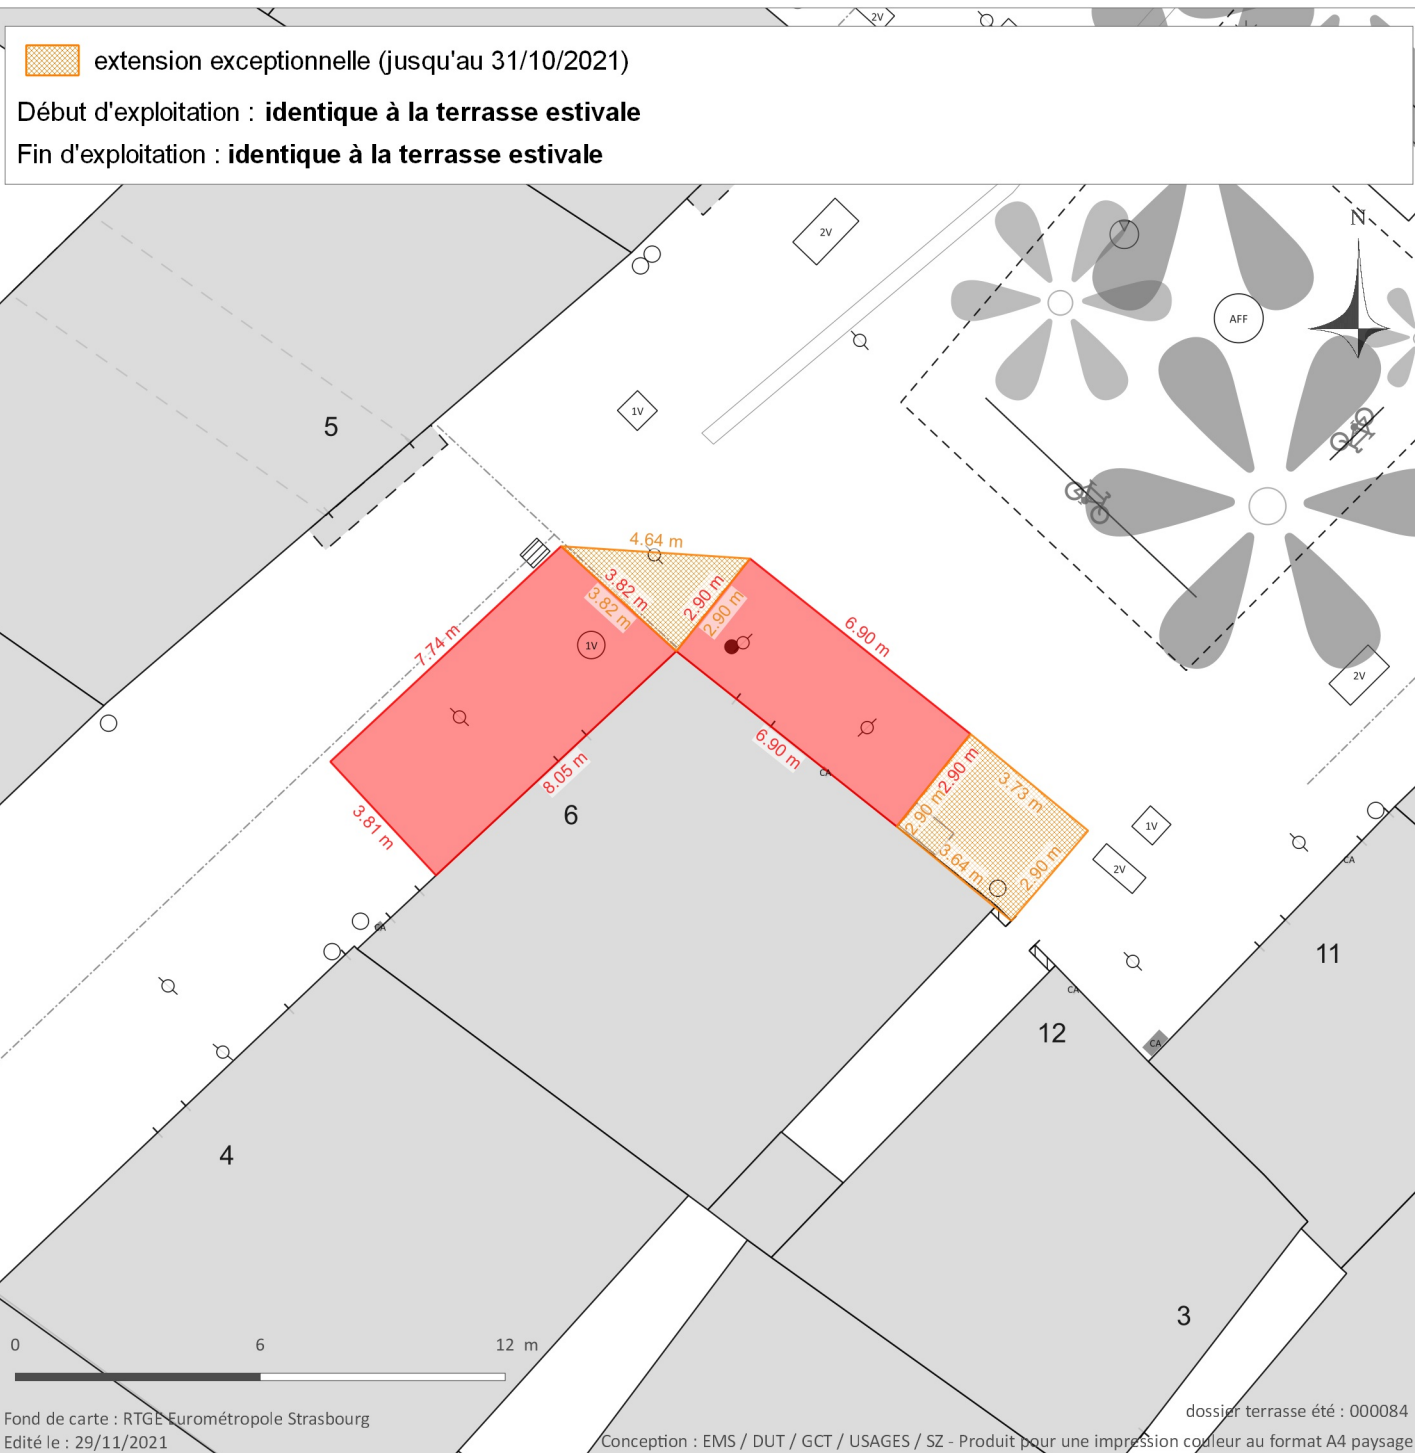 2V
extension exceptionnelle (jusqu'au 31/10/2021)
Début d'exploitation : identique à la terrasse estivale
Fin d'exploitation : identique à la terrasse estivale
N
2V
AFF
1V
5
4.64 m
3.82 m
3.82 m
2.90 m
2.90 m
7.74 m
1V
6.90 m
2V
6.90 m
8.05 m
CA
2.90 m
2.90 m
3.73 m
3.64 m
2.90 m
3.81 m
6
1V
2V
CA
CA
11
CA
12
CA
4
3
0 6 12 m
Fond de carte : RTGE Eurométropole Strasbourg
Edité le : 29/11/2021
dossier terrasse été : 000084
Conception : EMS / DUT / GCT / USAGES / SZ - Produit pour une impression couleur au format A4 paysage